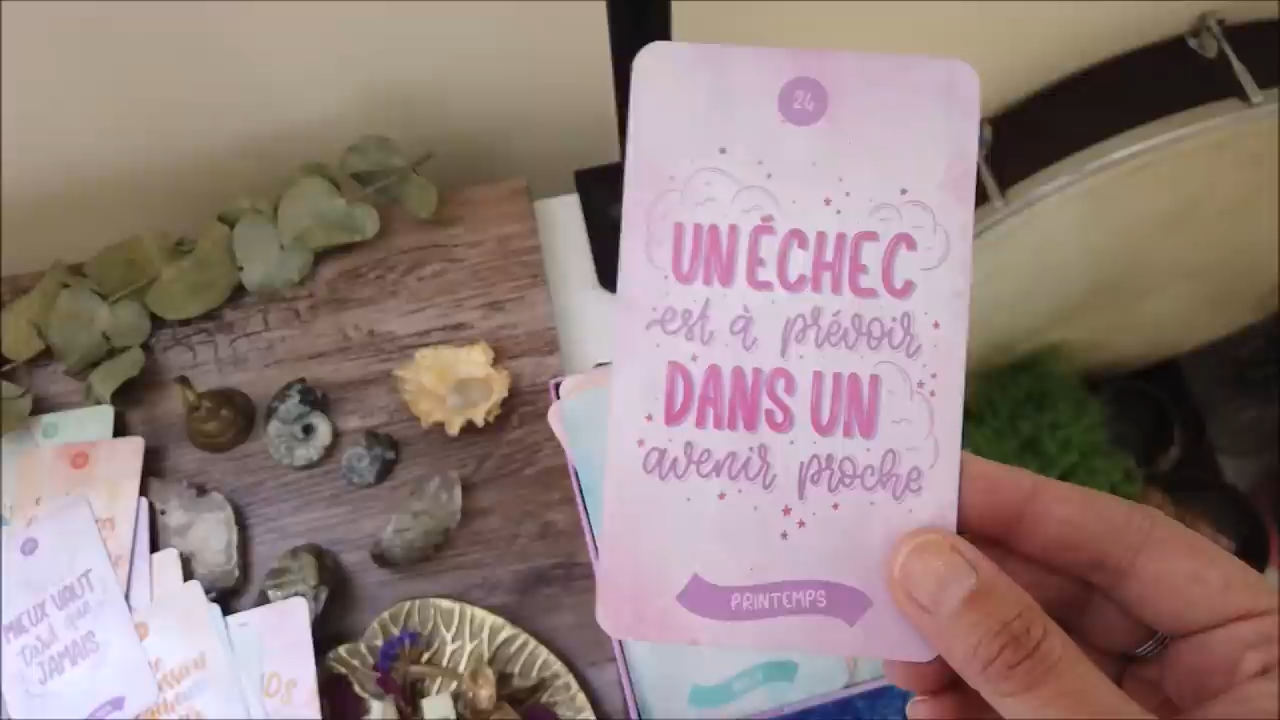 24
UN ÉCHEC
est à prévoir
DANS UN
avenir proche
PRINTEMPS
MIEUX VAUT
tard que
JAMAIS